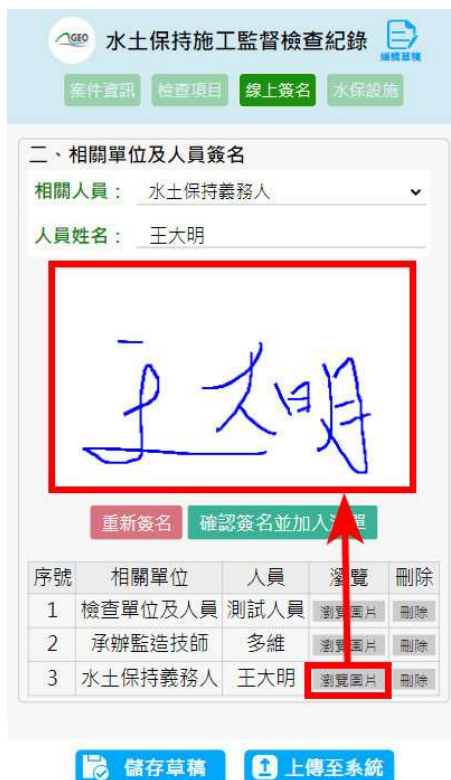 GEO 水土保持施工監督檢查紀錄 編輯草稿
案件資訊 檢查項目 線上簽名 水保設施
二、相關單位及人員簽名
相關人員： 水土保持義務人
人員姓名： 王大明
王大明
重新簽名 確認簽名並加入清單
序號 相關單位 人員 瀏覽 刪除
1 檢查單位及人員 測試人員 瀏覽圖片 刪除
2 承辦監造技師 多維 瀏覽圖片 刪除
3 水土保持義務人 王大明 瀏覽圖片 刪除
儲存草稿 上傳至系統